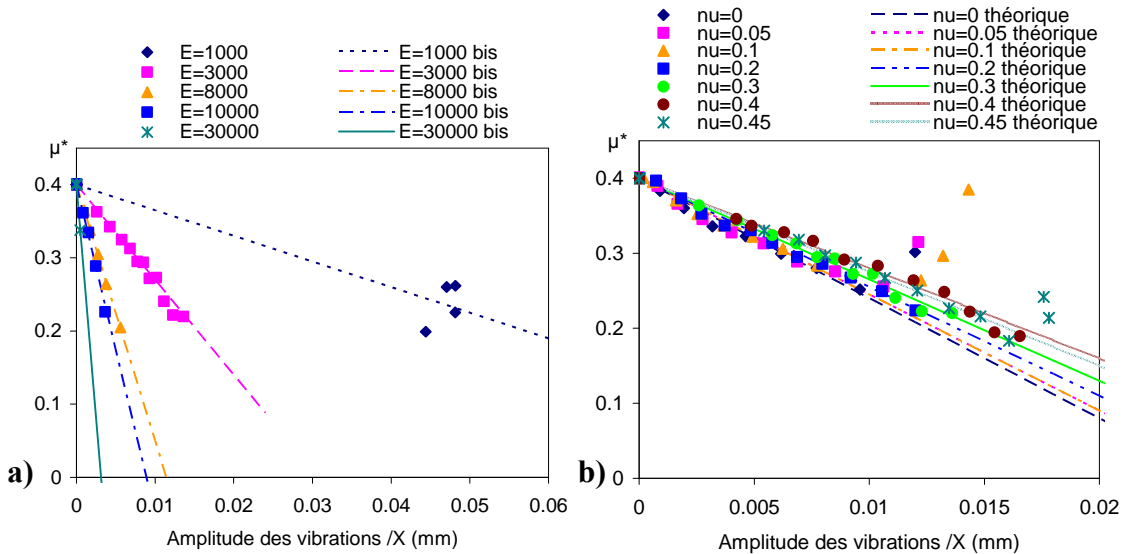 E=1000 E=1000 bis
E=3000 E=3000 bis
E=8000 E=8000 bis
E=10000 E=10000 bis
E=30000 E=30000 bis
µ*
0.4
0.3
0.2
0.1
0
0 0.01 0.02 0.03 0.04 0.05 0.06
Amplitude des vibrations /X (mm)
a)
nu=0 nu=0 théorique
nu=0.05 nu=0.05 théorique
nu=0.1 nu=0.1 théorique
nu=0.2 nu=0.2 théorique
nu=0.3 nu=0.3 théorique
nu=0.4 nu=0.4 théorique
nu=0.45 nu=0.45 théorique
µ*
0.4
0.3
0.2
0.1
0
0 0.005 0.01 0.015 0.02
Amplitude des vibrations /X (mm)
b)